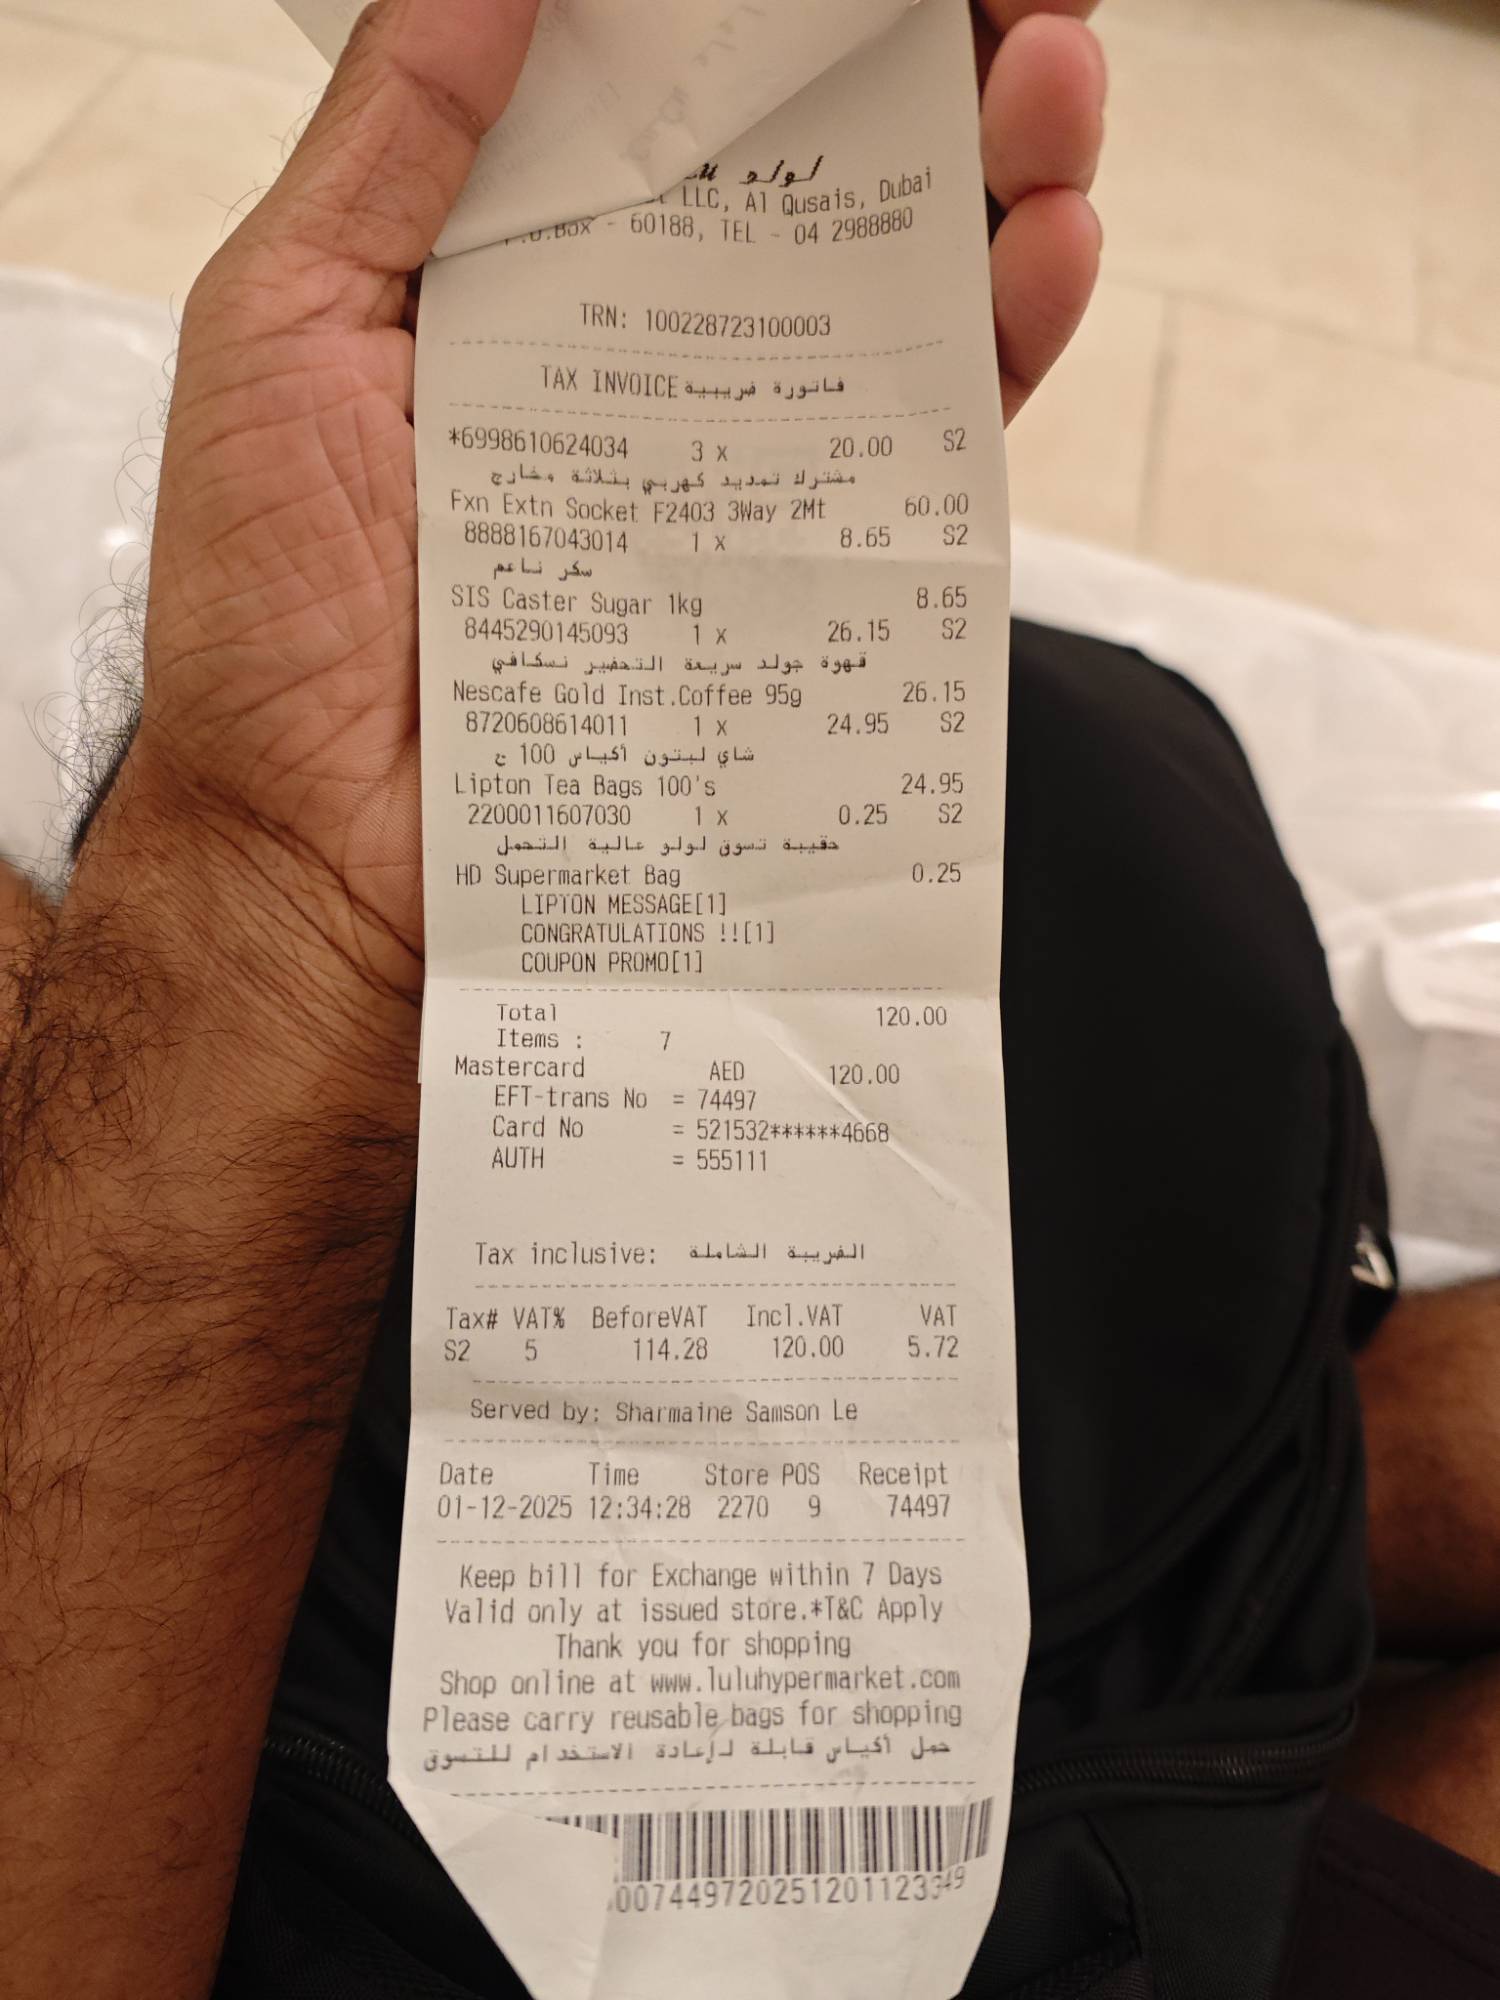 لولو
LLC, Al Qusais, Dubai
60188, TEL - 04 2988880
TRN: 100228723100003
TAX INVOICE فاتورة ضريبية
*6998610624034 3 x 20.00 S2
مشترك تمديد كهربي بثلاثة مخارج
Fxn Extn Socket F2403 3Way 2Mt 60.00
8888167043014 1 x 8.65 S2
سكر ناعم
SIS Caster Sugar 1kg 8.65
8445290145093 1 x 26.15 S2
قهوة جولد سريعة التحضير نسكافي
Nescafe Gold Inst.Coffee 95g 26.15
8720608614011 1 x 24.95 S2
شاي لبتون أكياس 100 ح
Lipton Tea Bags 100's 24.95
2200011607030 1 x 0.25 S2
حقيبة تسوق لولو عالية التحمل
HD Supermarket Bag 0.25
LIPTON MESSAGE[1]
CONGRATULATIONS !![1]
COUPON PROMO[1]
Total 120.00
Items : 7
Mastercard AED 120.00
EFT-trans No = 74497
Card No = 521532******4668
AUTH = 555111
Tax inclusive: الضريبة الشاملة
Tax# VAT% BeforeVAT Incl.VAT VAT
S2 5 114.28 120.00 5.72
Served by: Sharmaine Samson Le
Date Time Store POS Receipt
01-12-2025 12:34:28 2270 9 74497
Keep bill for Exchange within 7 Days
Valid only at issued store.*T&C Apply
Thank you for shopping
Shop online at www.luluhypermarket.com
Please carry reusable bags for shopping
حمل أكياس قابلة لإعادة الاستخدام للتسوق